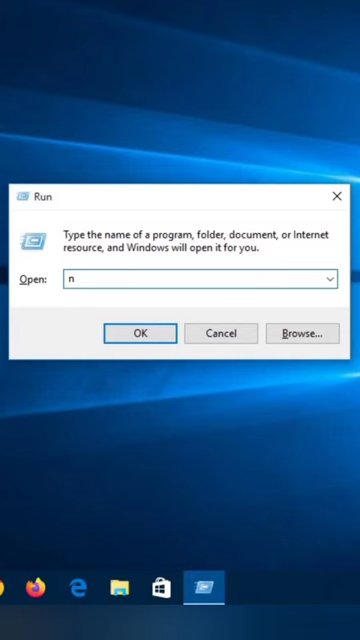 Run
Type the name of a program, folder, document, or Internet
resource, and Windows will open it for you.
Open:
n
OK
Cancel
Browse...